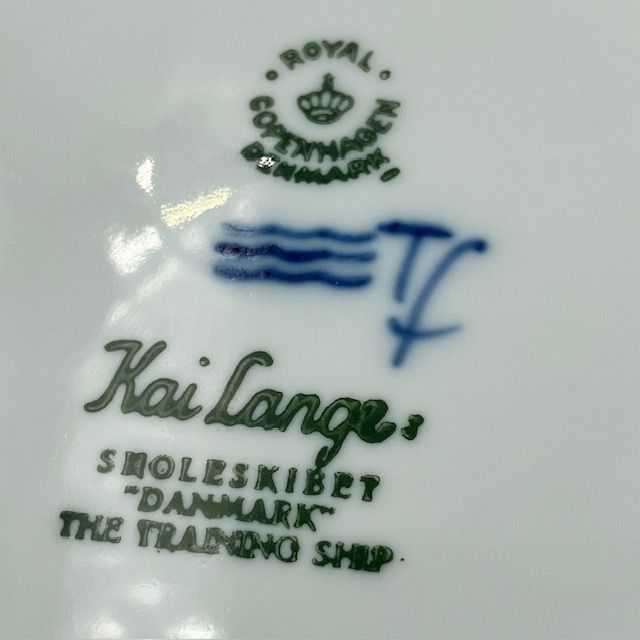 ROYAL
COPENHAGEN
DENMARK
Kai Lange:
SKOLESKIBET
"DANMARK"
THE TRAINING SHIP